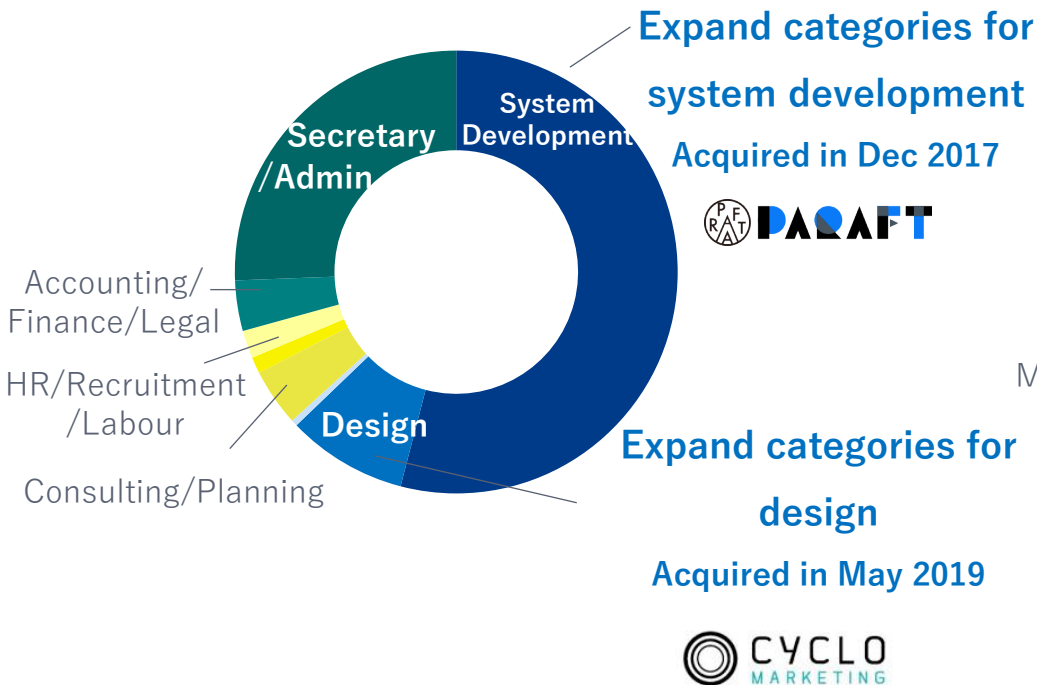 Expand categories for
system development
Acquired in Dec 2017
PRAFTA
PARAFT
System
Development
Secretary
/Admin
Accounting/
Finance/Legal
HR/Recruitment
/Labour
Consulting/Planning
Design
M
Expand categories for
design
Acquired in May 2019
CYCLO
MARKETING